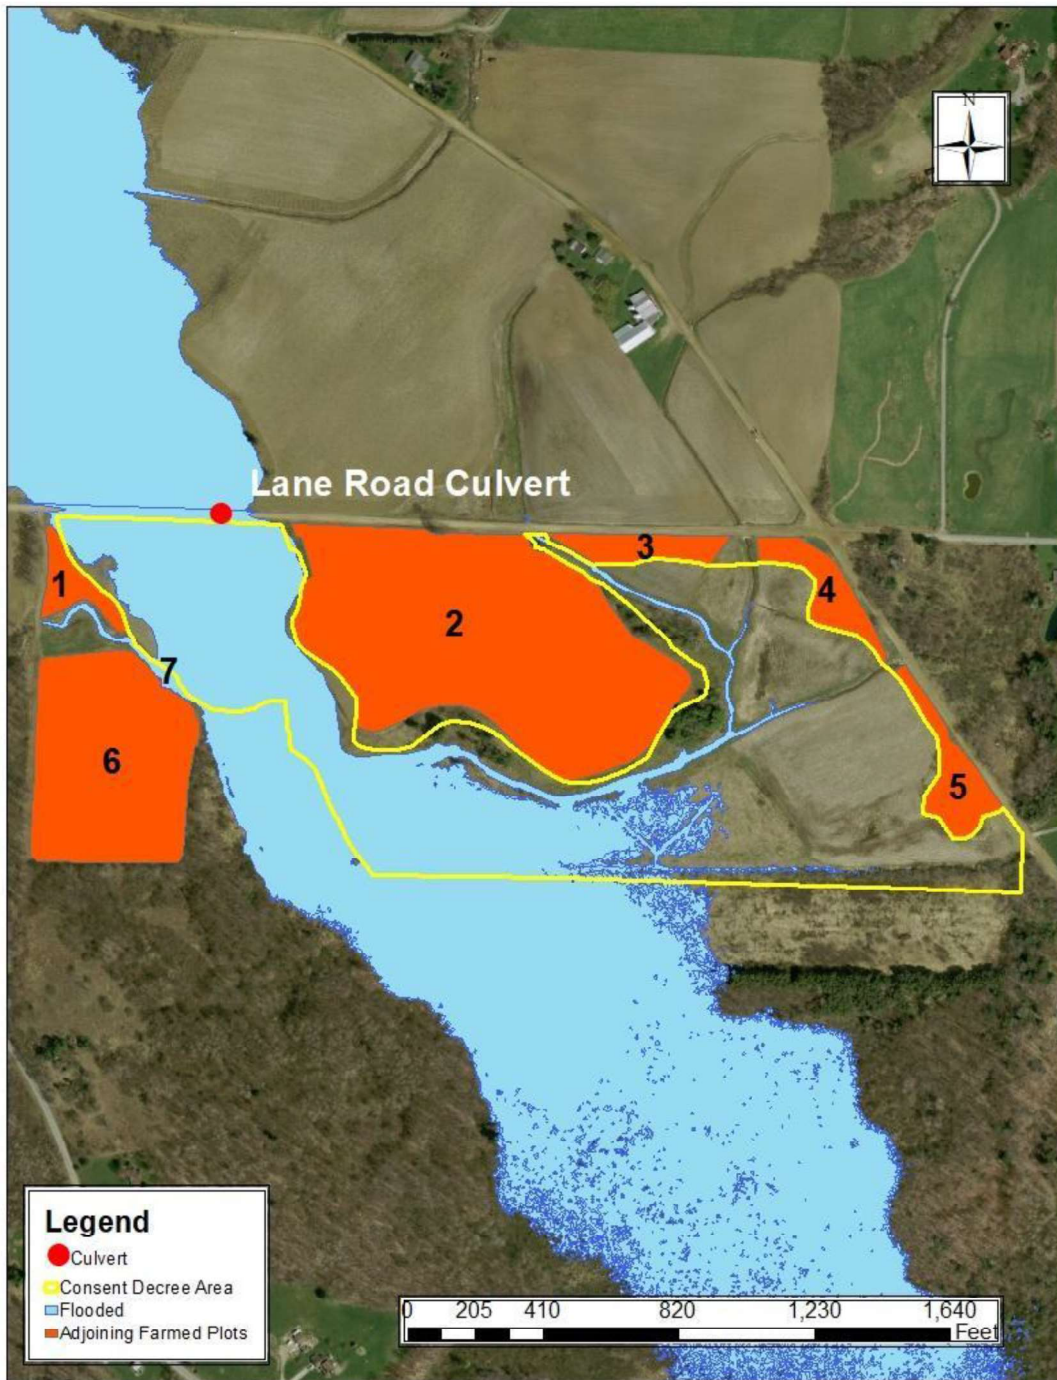 N
Lane Road Culvert
1
2
3
4
5
6
7
Legend
Culvert
Consent Decree Area
Flooded
Adjoining Farmed Plots
0 205 410 820 1,230 1,640
Feet